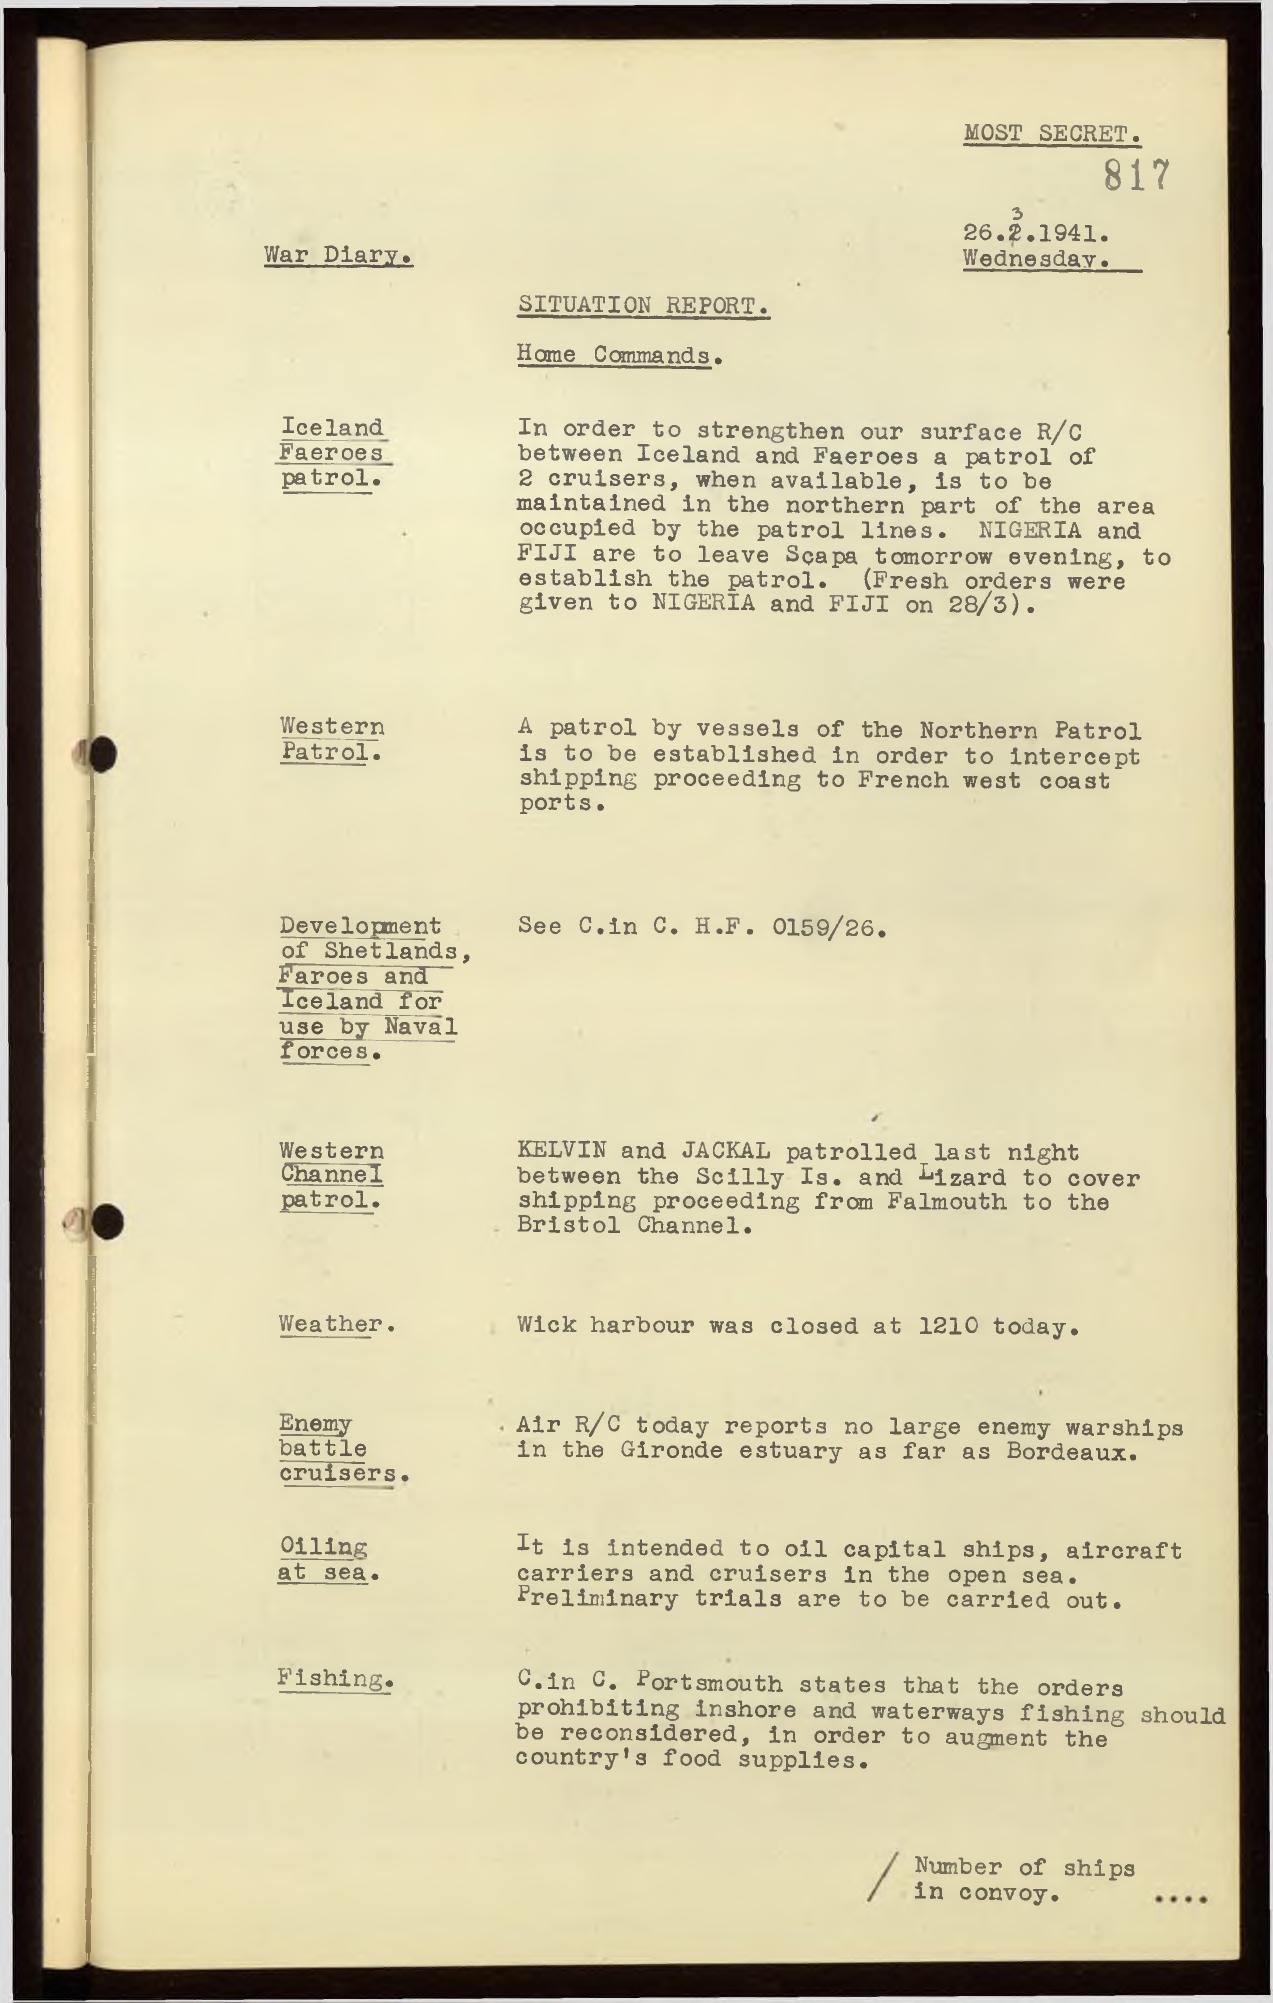 MOST SECRET.
817
3
26.2.1941.
Wednesday.
War Diary.
SITUATION REPORT.
Home Commands.
Iceland
Faeroes
patrol.
In order to strengthen our surface R/C
between Iceland and Faeroes a patrol of
2 cruisers, when available, is to be
maintained in the northern part of the area
occupied by the patrol lines. NIGERIA and
FIJI are to leave Scapa tomorrow evening, to
establish the patrol. (Fresh orders were
given to NIGERIA and FIJI on 28/3).
Western
Patrol.
A patrol by vessels of the Northern Patrol
is to be established in order to intercept
shipping proceeding to French west coast
ports.
Development
of Shetlands,
Faroes and
Iceland for
use by Naval
forces.
See C.in C. H.F. 0159/26.
Western
Channel
patrol.
KELVIN and JACKAL patrolled last night
between the Scilly Is. and Lizard to cover
shipping proceeding from Falmouth to the
Bristol Channel.
Weather.
Wick harbour was closed at 1210 today.
Enemy
battle
cruisers.
Air R/C today reports no large enemy warships
in the Gironde estuary as far as Bordeaux.
Oiling
at sea.
It is intended to oil capital ships, aircraft
carriers and cruisers in the open sea.
Preliminary trials are to be carried out.
Fishing.
C.in C. Portsmouth states that the orders
prohibiting inshore and waterways fishing should
be reconsidered, in order to augment the
country's food supplies.
/ Number of ships
in convoy. ....